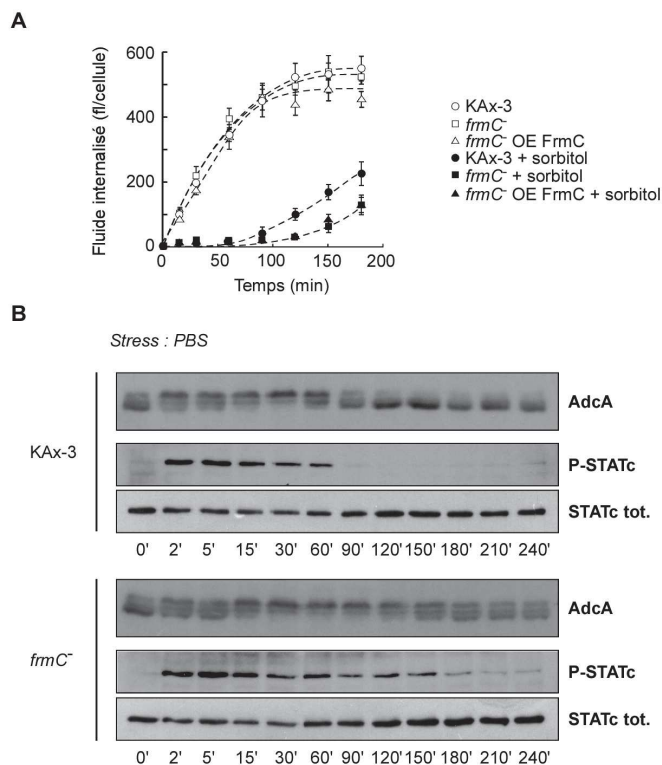 A
Fluide internalisé (fl/cellule)
600
400
200
0
0 50 100 150 200
Temps (min)
KAx-3
frmC⁻
frmC⁻ OE FrmC
KAx-3 + sorbitol
frmC⁻ + sorbitol
frmC⁻ OE FrmC + sorbitol
B
Stress : PBS
KAx-3
AdcA
P-STATc
STATc tot.
0' 2' 5' 15' 30' 60' 90' 120' 150' 180' 210' 240'
frmC⁻
AdcA
P-STATc
STATc tot.
0' 2' 5' 15' 30' 60' 90' 120' 150' 180' 210' 240'